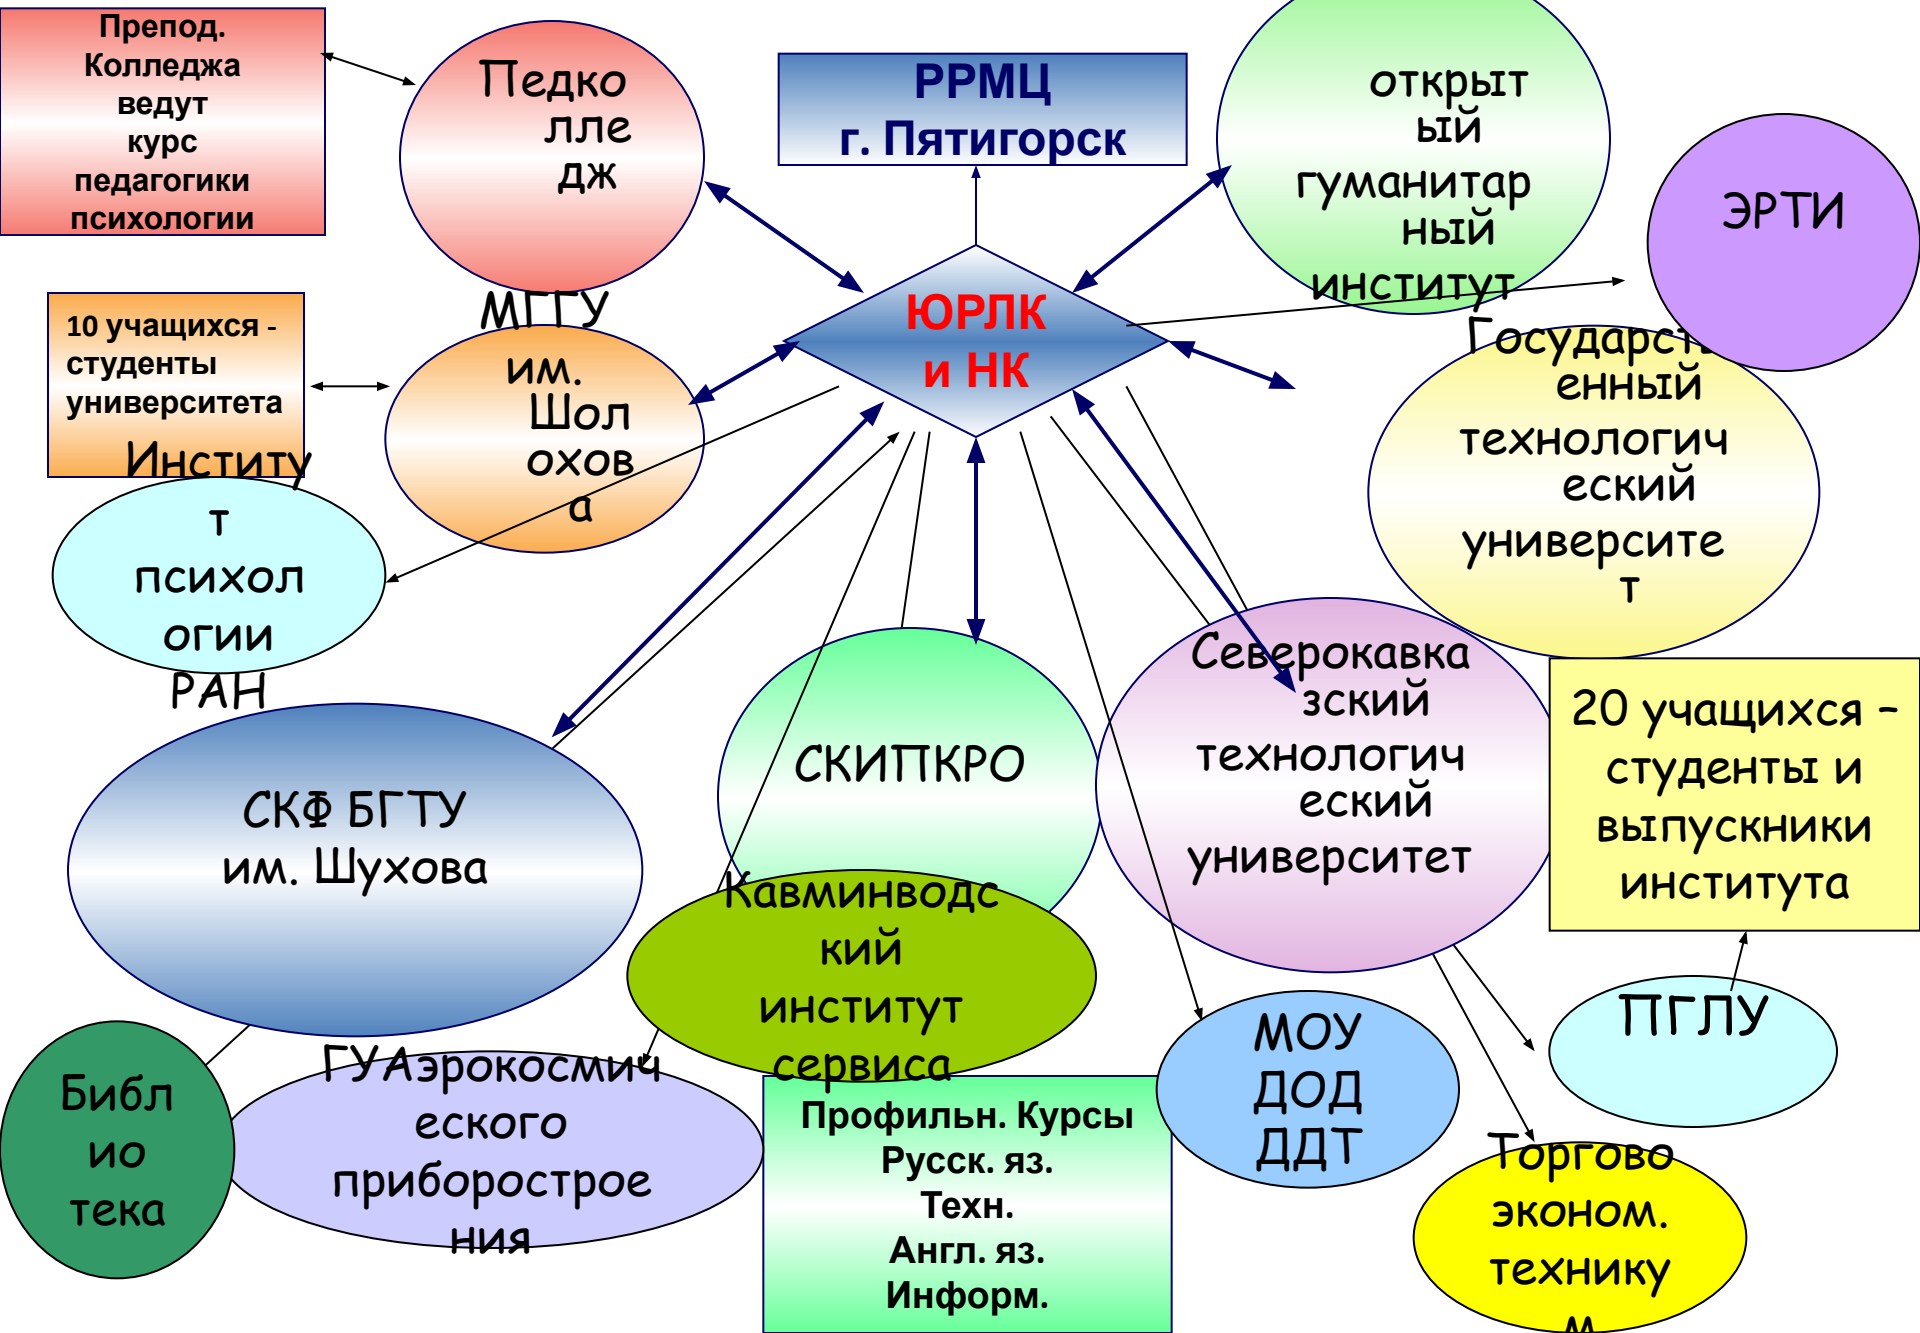 Препод.
Колледжа
ведут
курс
педагогики
психологии
Педко
лле
дж
РРМЦ
г. Пятигорск
открыт
ый
гуманитар
ный
институт
ЭРТИ
10 учащихся -
студенты
университета
МГГУ
им.
Шол
охов
а
ЮРЛК
и НК
Государств
енный
технологич
еский
университе
т
Институ
т
психол
огии
РАН
СКФ БГТУ
им. Шухова
СКИПКРО
Северокавка
зский
технологич
еский
университет
20 учащихся –
студенты и
выпускники
института
Кавминводс
кий
институт
сервиса
ПГЛУ
МОУ
ДОД
ДДТ
Библ
ио
тека
ГУАэрокосмич
еского
приборострое
ния
Профильн. Курсы
Русск. яз.
Техн.
Англ. яз.
Информ.
Торгово
эконом.
технику
м